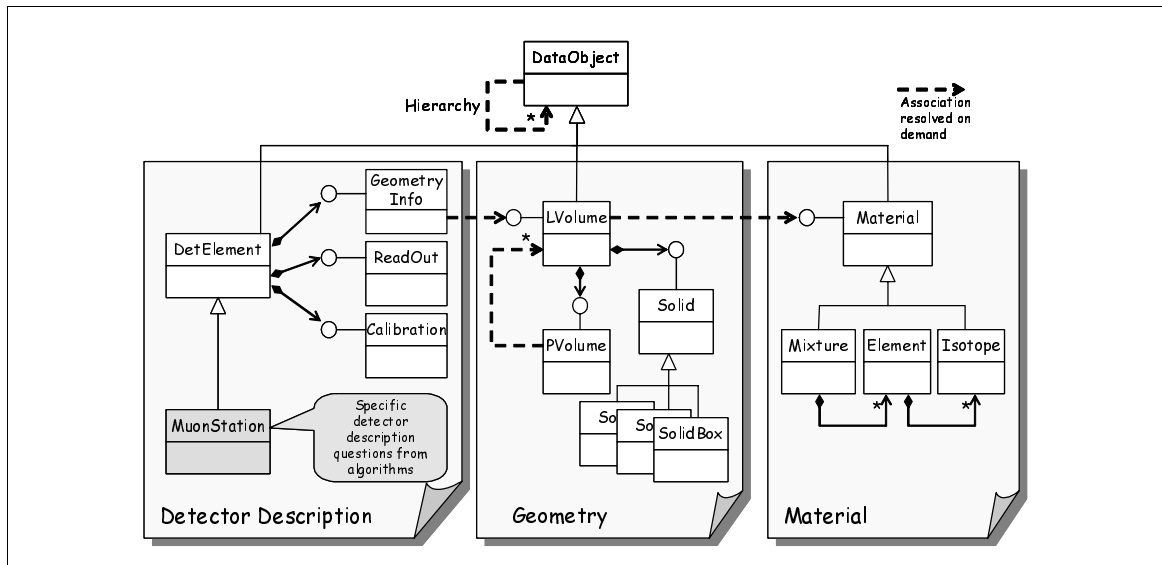 DataObject
Hierarchy
*
Association
resolved on
demand
Geometry
Info
DetElement
ReadOut
Calibration
MuonStation
Specific
detector
description
questions from
algorithms
Detector Description
LVolume
*
Solid
PVolume
So
So
SolidBox
Geometry
Material
Mixture
Element
Isotope
*
*
Material